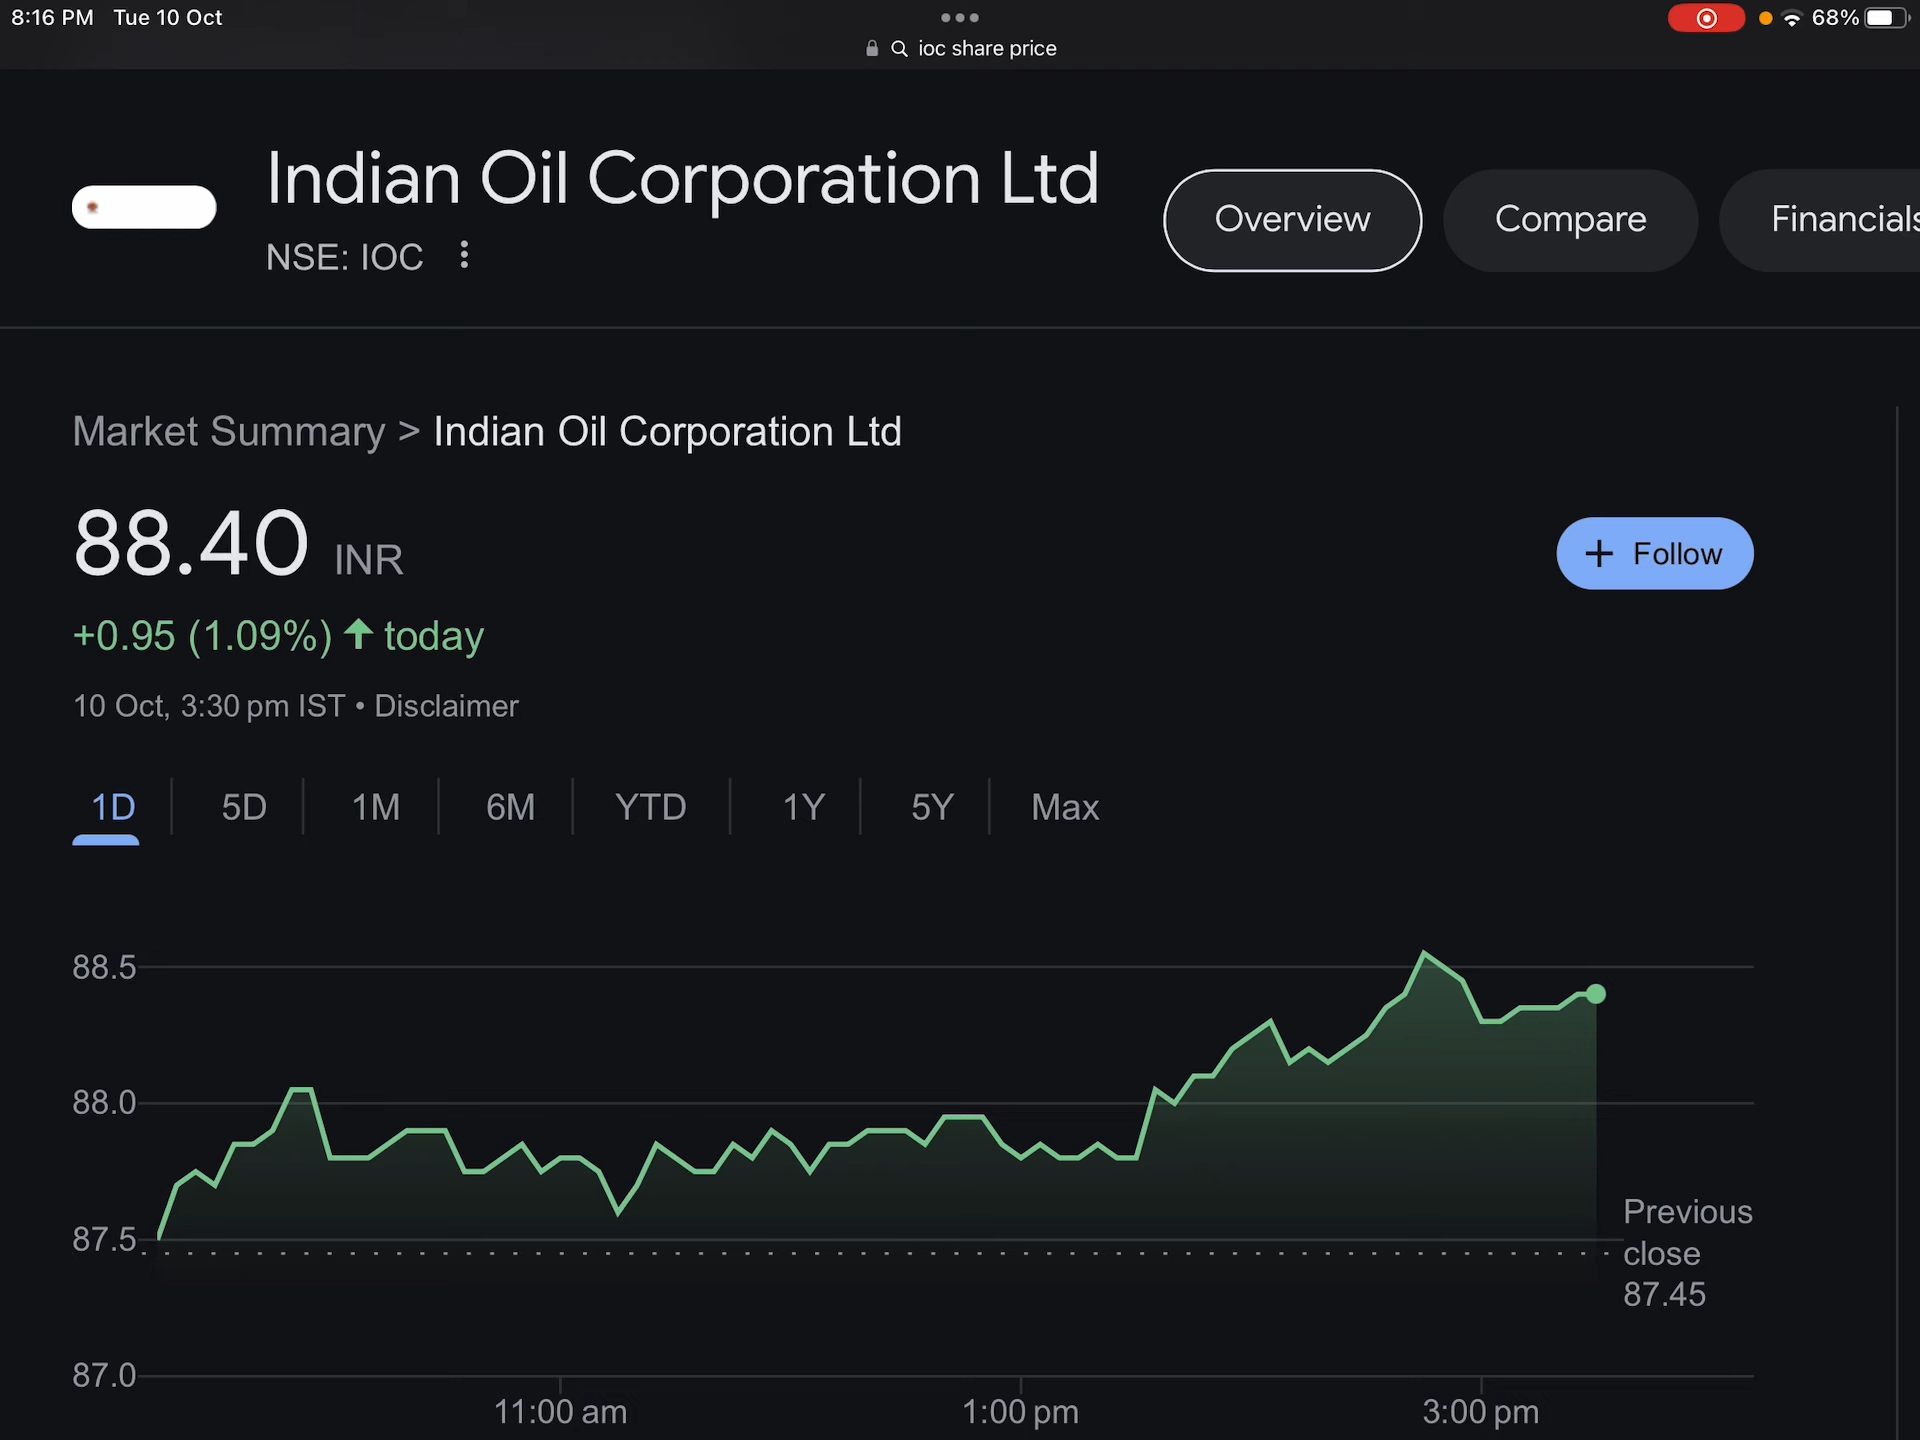 8:16 PM Tue 10 Oct
68%
ioc share price
Indian Oil Corporation Ltd
NSE: IOC
Overview
Compare
Financials
Market Summary > Indian Oil Corporation Ltd
88.40 INR
+ Follow
+0.95 (1.09%) ↑ today
10 Oct, 3:30 pm IST • Disclaimer
1D 5D 1M 6M YTD 1Y 5Y Max
88.5
88.0
87.5
87.0
Previous
close
87.45
11:00 am 1:00 pm 3:00 pm